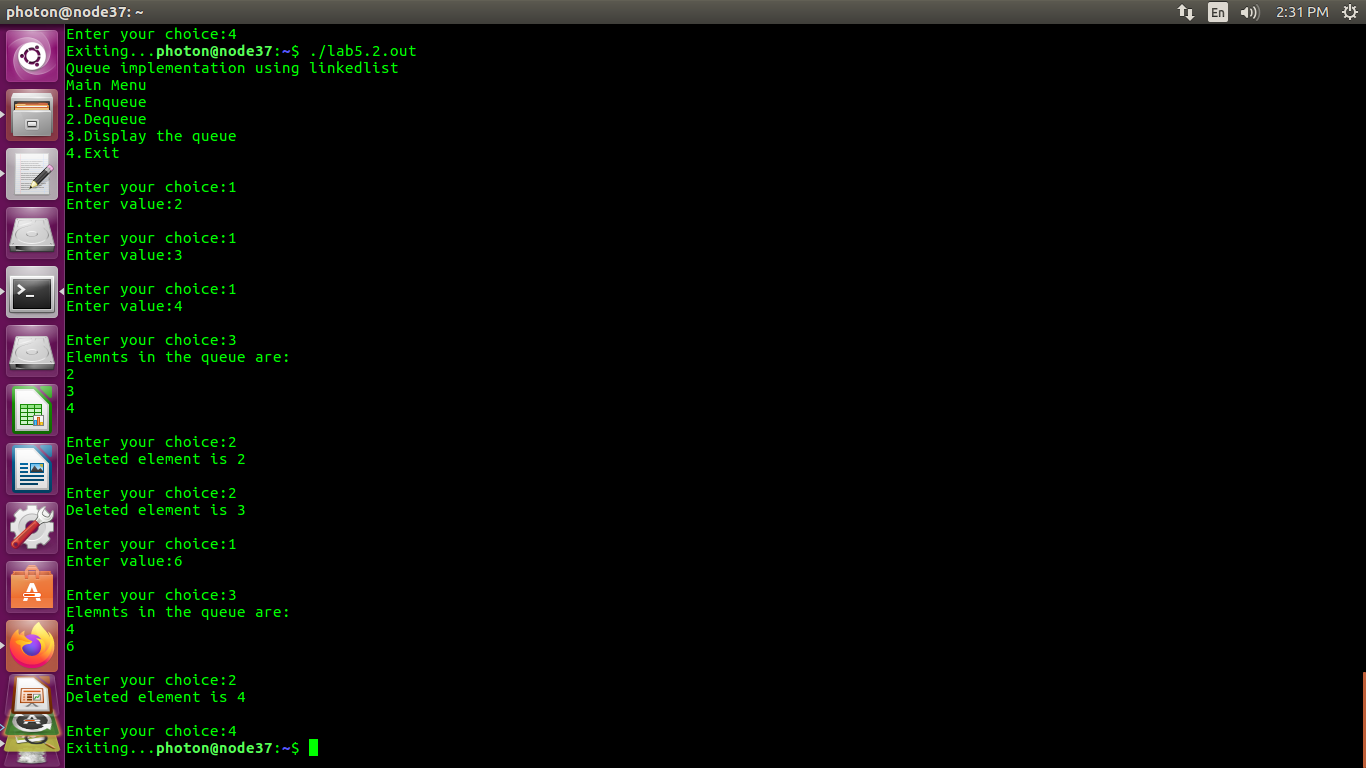 photon@node37: ~
En
2:31 PM
Enter your choice:4
Exiting...photon@node37:~$ ./lab5.2.out
Queue implementation using linkedlist
Main Menu
1.Enqueue
2.Dequeue
3.Display the queue
4.Exit
Enter your choice:1
Enter value:2
Enter your choice:1
Enter value:3
Enter your choice:1
Enter value:4
Enter your choice:3
Elemnts in the queue are:
2
3
4
Enter your choice:2
Deleted element is 2
Enter your choice:2
Deleted element is 3
Enter your choice:1
Enter value:6
Enter your choice:3
Elemnts in the queue are:
4
6
Enter your choice:2
Deleted element is 4
Enter your choice:4
Exiting...photon@node37:~$